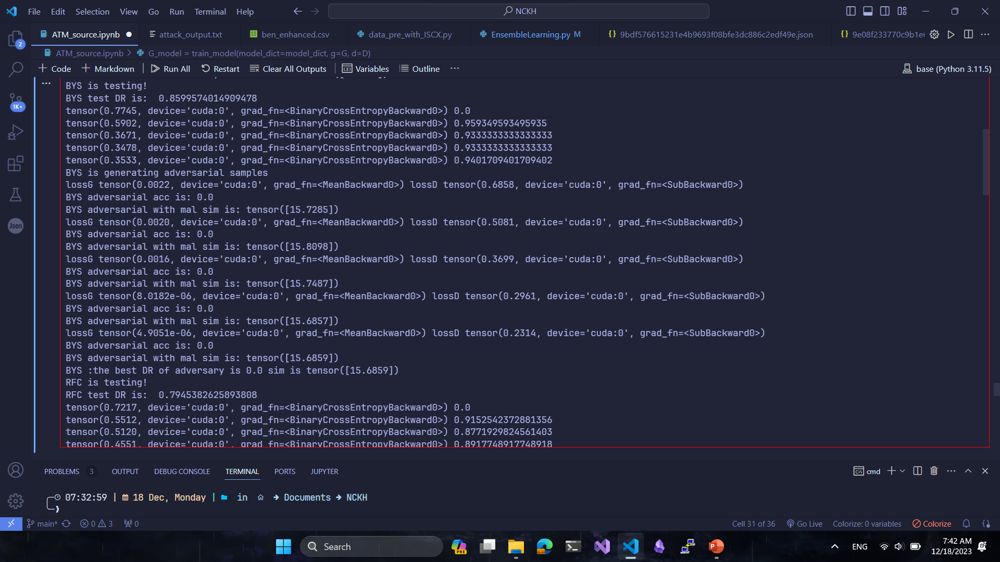 File Edit Selection View Go Run Terminal Help NCKH
2 ATM_source.ipynb attack_output.txt ben_enhanced.csv data_pre_with_ISCX.py EnsembleLearning.py M 9bdf576615231e4b9693f08bfe3dc886c2edf49e.json 9e08f233770c9b1e
ATM_source.ipynb > G_model = train_model(model_dict=model_dict, g=G, d=D)
Code Markdown Run All Restart Clear All Outputs Variables Outline base (Python 3.11.5)
BYS is testing!
BYS test DR is:  0.8599574014909478
tensor(0.7745, device='cuda:0', grad_fn=<BinaryCrossEntropyBackward0>) 0.0
tensor(0.5902, device='cuda:0', grad_fn=<BinaryCrossEntropyBackward0>) 0.959349593495935
tensor(0.3671, device='cuda:0', grad_fn=<BinaryCrossEntropyBackward0>) 0.9333333333333333
tensor(0.3478, device='cuda:0', grad_fn=<BinaryCrossEntropyBackward0>) 0.9333333333333333
tensor(0.3533, device='cuda:0', grad_fn=<BinaryCrossEntropyBackward0>) 0.9401709401709402
BYS is generating adversarial samples
lossG tensor(0.0022, device='cuda:0', grad_fn=<MeanBackward0>) lossD tensor(0.6858, device='cuda:0', grad_fn=<SubBackward0>)
BYS adversarial acc is: 0.0
BYS adversarial with mal sim is: tensor([15.7285])
lossG tensor(0.0020, device='cuda:0', grad_fn=<MeanBackward0>) lossD tensor(0.5081, device='cuda:0', grad_fn=<SubBackward0>)
BYS adversarial acc is: 0.0
BYS adversarial with mal sim is: tensor([15.8098])
lossG tensor(0.0016, device='cuda:0', grad_fn=<MeanBackward0>) lossD tensor(0.3699, device='cuda:0', grad_fn=<SubBackward0>)
BYS adversarial acc is: 0.0
BYS adversarial with mal sim is: tensor([15.7487])
lossG tensor(8.0182e-06, device='cuda:0', grad_fn=<MeanBackward0>) lossD tensor(0.2961, device='cuda:0', grad_fn=<SubBackward0>)
BYS adversarial acc is: 0.0
BYS adversarial with mal sim is: tensor([15.6857])
lossG tensor(4.9051e-06, device='cuda:0', grad_fn=<MeanBackward0>) lossD tensor(0.2314, device='cuda:0', grad_fn=<SubBackward0>)
BYS adversarial acc is: 0.0
BYS adversarial with mal sim is: tensor([15.6859])
BYS :the best DR of adversary is 0.0 sim is tensor([15.6859])
RFC is testing!
RFC test DR is:  0.7945382625893808
tensor(0.7217, device='cuda:0', grad_fn=<BinaryCrossEntropyBackward0>) 0.0
tensor(0.5512, device='cuda:0', grad_fn=<BinaryCrossEntropyBackward0>) 0.9152542372881356
tensor(0.5120, device='cuda:0', grad_fn=<BinaryCrossEntropyBackward0>) 0.8771929824561403
tensor(0.4551, device='cuda:0', grad_fn=<BinaryCrossEntropyBackward0>) 0.8917748917748918
1K+
Json
PROBLEMS 3 OUTPUT DEBUG CONSOLE TERMINAL PORTS JUPYTER cmd
07:32:59 | 18 Dec, Monday | in → Documents → NCKH
main* 0 3 0 Cell 31 of 36 Go Live Colorize: 0 variables Colorize
Search PRE ENG 7:42 AM
12/18/2023